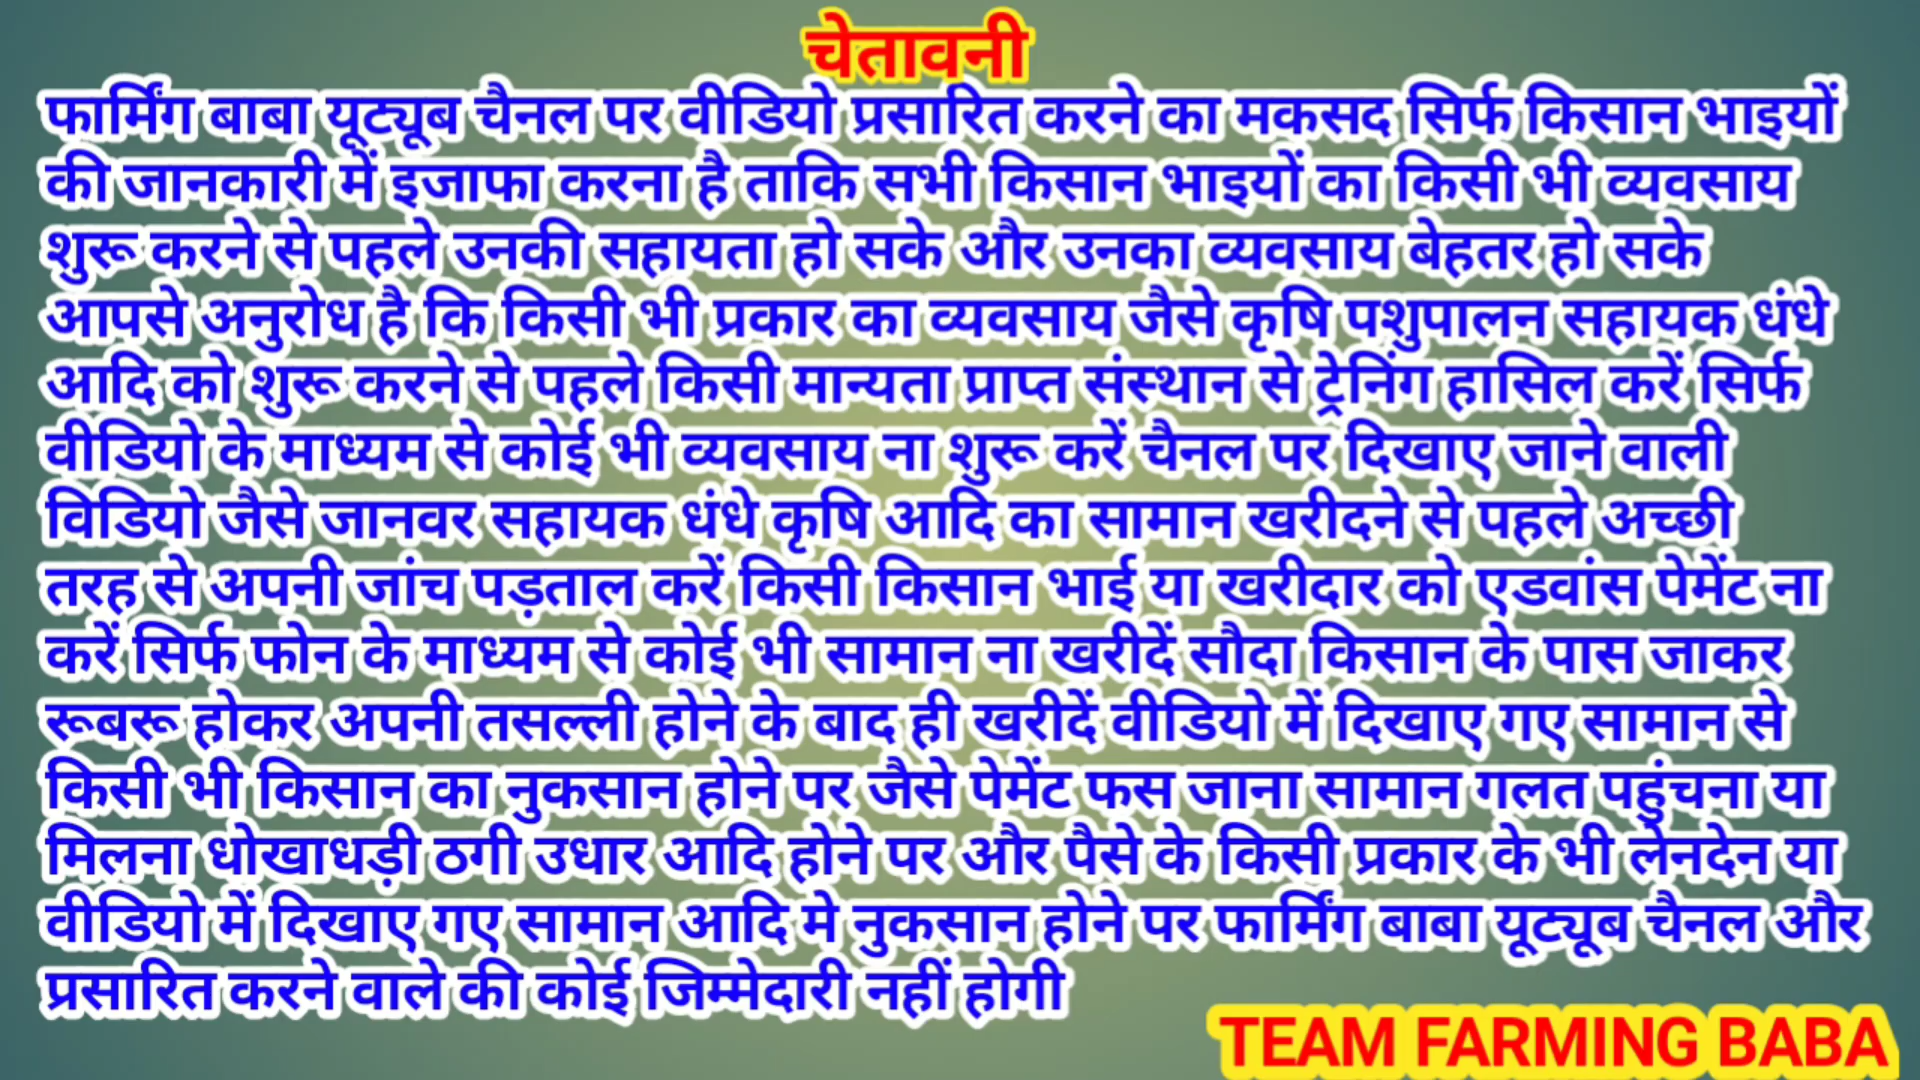 चेतावनी
फार्मिंग बाबा यूट्यूब चैनल पर वीडियो प्रसारित करने का मकसद सिर्फ किसान भाइयों
की जानकारी में इजाफा करना है ताकि सभी किसान भाइयों का किसी भी व्यवसाय
शुरू करने से पहले उनकी सहायता हो सके और उनका व्यवसाय बेहतर हो सके
आपसे अनुरोध है कि किसी भी प्रकार का व्यवसाय जैसे कृषि पशुपालन सहायक धंधे
आदि को शुरू करने से पहले किसी मान्यता प्राप्त संस्थान से ट्रेनिंग हासिल करें सिर्फ
वीडियो के माध्यम से कोई भी व्यवसाय ना शुरू करें चैनल पर दिखाए जाने वाली
विडियो जैसे जानवर सहायक धंधे कृषि आदि का सामान खरीदने से पहले अच्छी
तरह से अपनी जांच पड़ताल करें किसी किसान भाई या खरीदार को एडवांस पेमेंट ना
करें सिर्फ फोन के माध्यम से कोई भी सामान ना खरीदें सौदा किसान के पास जाकर
रूबरू होकर अपनी तसल्ली होने के बाद ही खरीदें वीडियो में दिखाए गए सामान से
किसी भी किसान का नुकसान होने पर जैसे पेमेंट फस जाना सामान गलत पहुंचना या
मिलना धोखाधड़ी ठगी उधार आदि होने पर और पैसे के किसी प्रकार के भी लेनदेन या
वीडियो में दिखाए गए सामान आदि मे नुकसान होने पर फार्मिंग बाबा यूट्यूब चैनल और
प्रसारित करने वाले की कोई जिम्मेदारी नहीं होगी
TEAM FARMING BABA